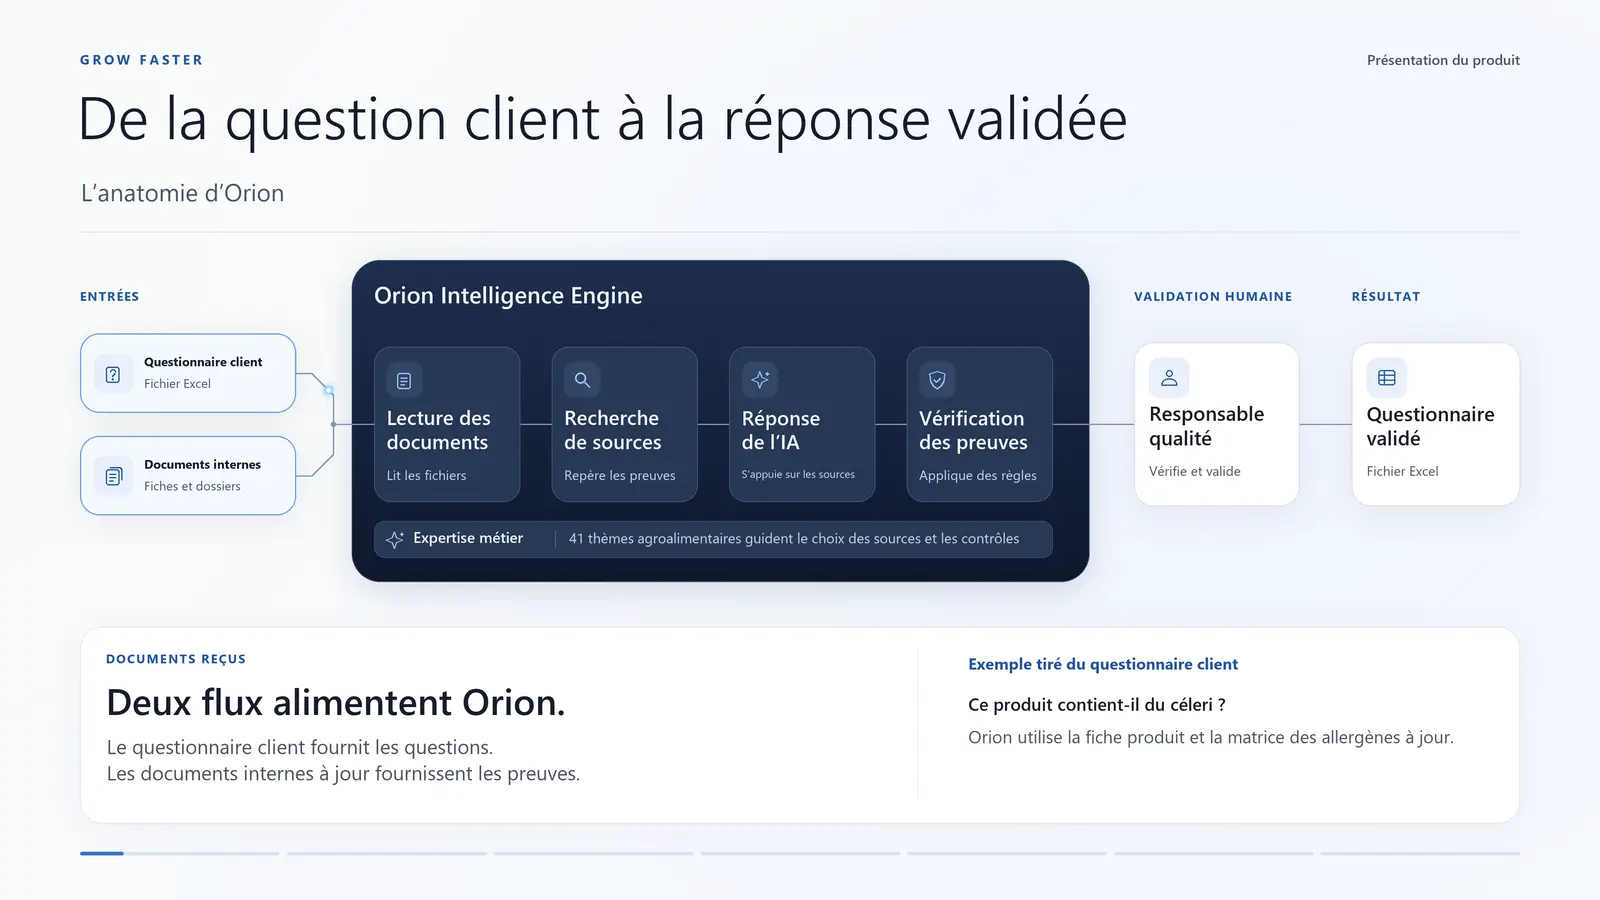 GROW FASTER
Présentation du produit
De la question client à la réponse validée
L’anatomie d’Orion
ENTRÉES
Questionnaire client
Fichier Excel
Documents internes
Fiches et dossiers
Orion Intelligence Engine
Lecture des
documents
Lit les fichiers
Recherche
de sources
Repère les preuves
Réponse
de l’IA
S’appuie sur les sources
Vérification
des preuves
Applique des règles
Expertise métier
41 thèmes agroalimentaires guident le choix des sources et les contrôles
VALIDATION HUMAINE
Responsable
qualité
Vérifie et valide
RÉSULTAT
Questionnaire
validé
Fichier Excel
DOCUMENTS REÇUS
Deux flux alimentent Orion.
Le questionnaire client fournit les questions.
Les documents internes à jour fournissent les preuves.
Exemple tiré du questionnaire client
Ce produit contient-il du céleri ?
Orion utilise la fiche produit et la matrice des allergènes à jour.